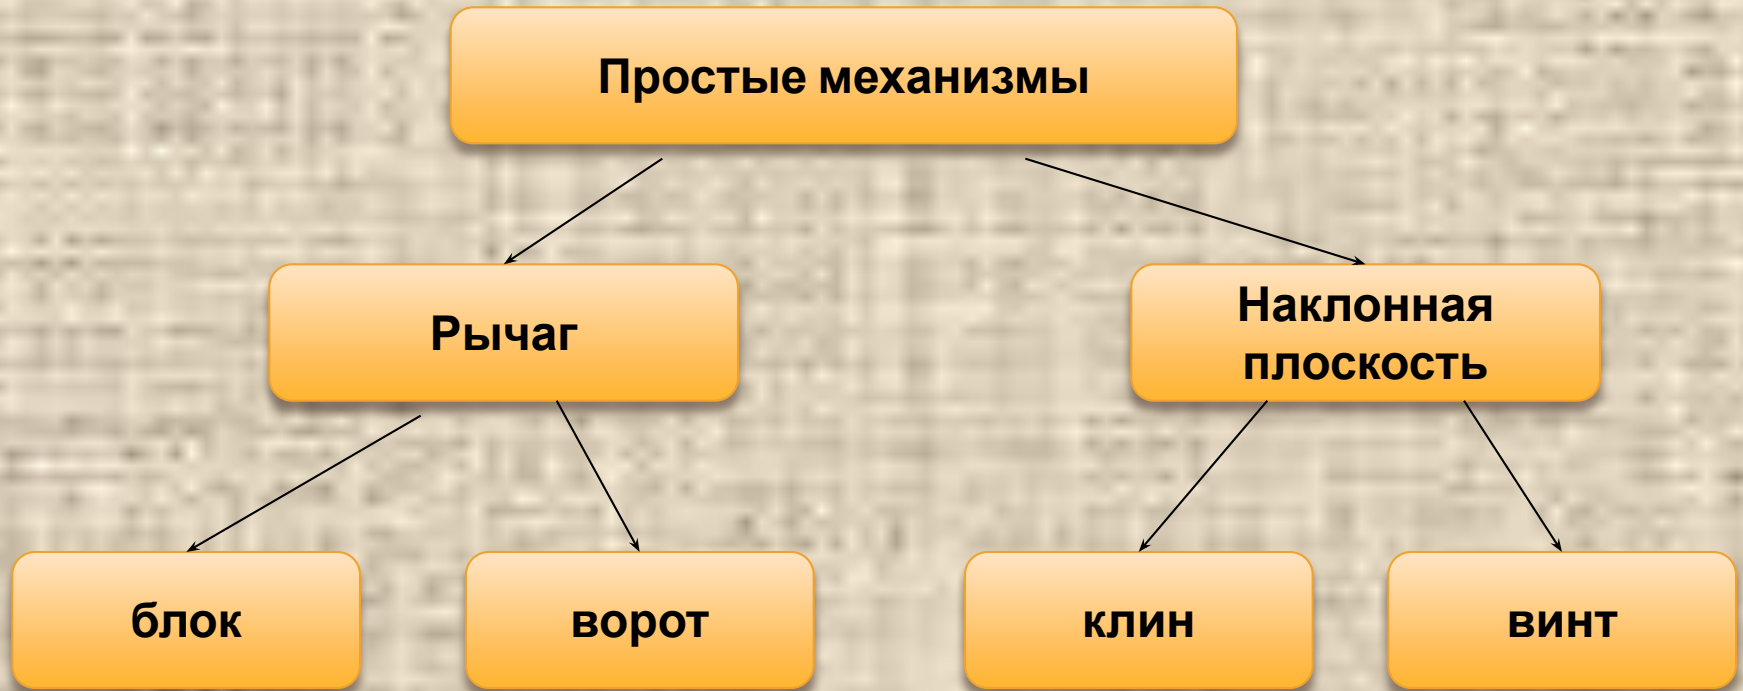 Простые механизмы
Рычаг
Наклонная
плоскость
блок
ворот
клин
винт